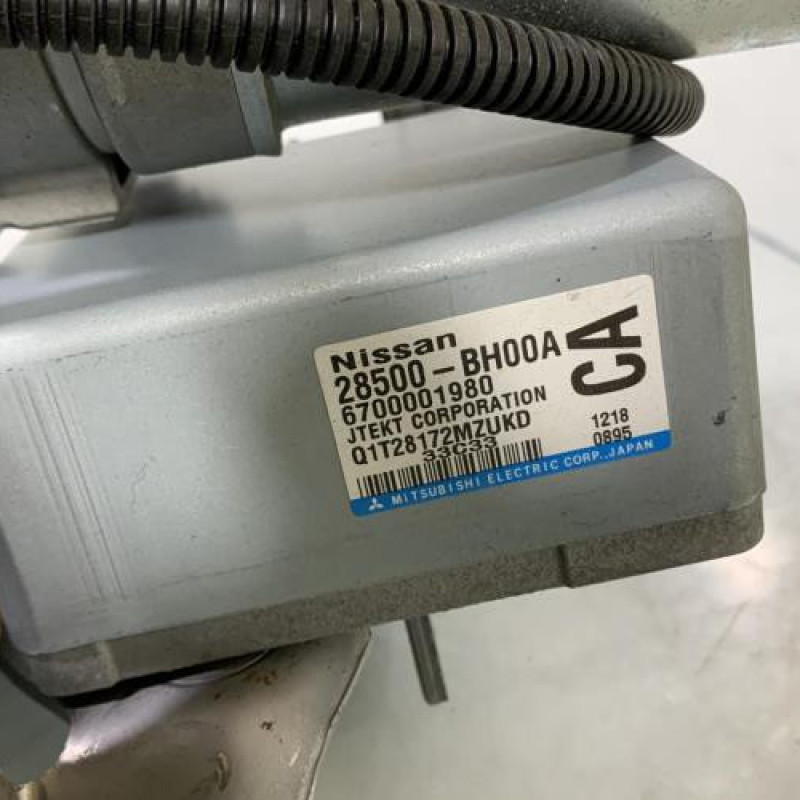 Nissan
28500-BH00A
CA
6700001980
JTEKT CORPORATION
Q1T28172MZUKD
1218
33C33
0895
MITSUBISHI ELECTRIC CORP., JAPAN